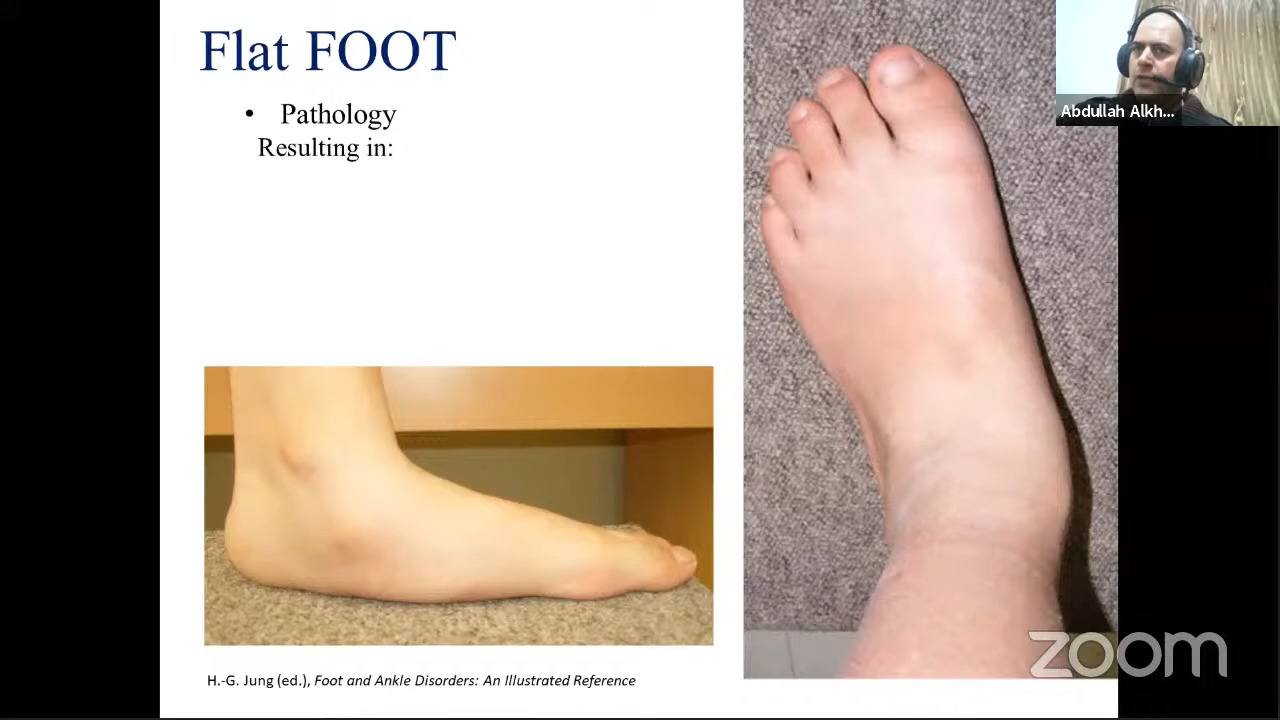 Flat FOOT
• Pathology
Resulting in:
H.-G. Jung (ed.), Foot and Ankle Disorders: An Illustrated Reference
Abdullah Alkh...
zoom